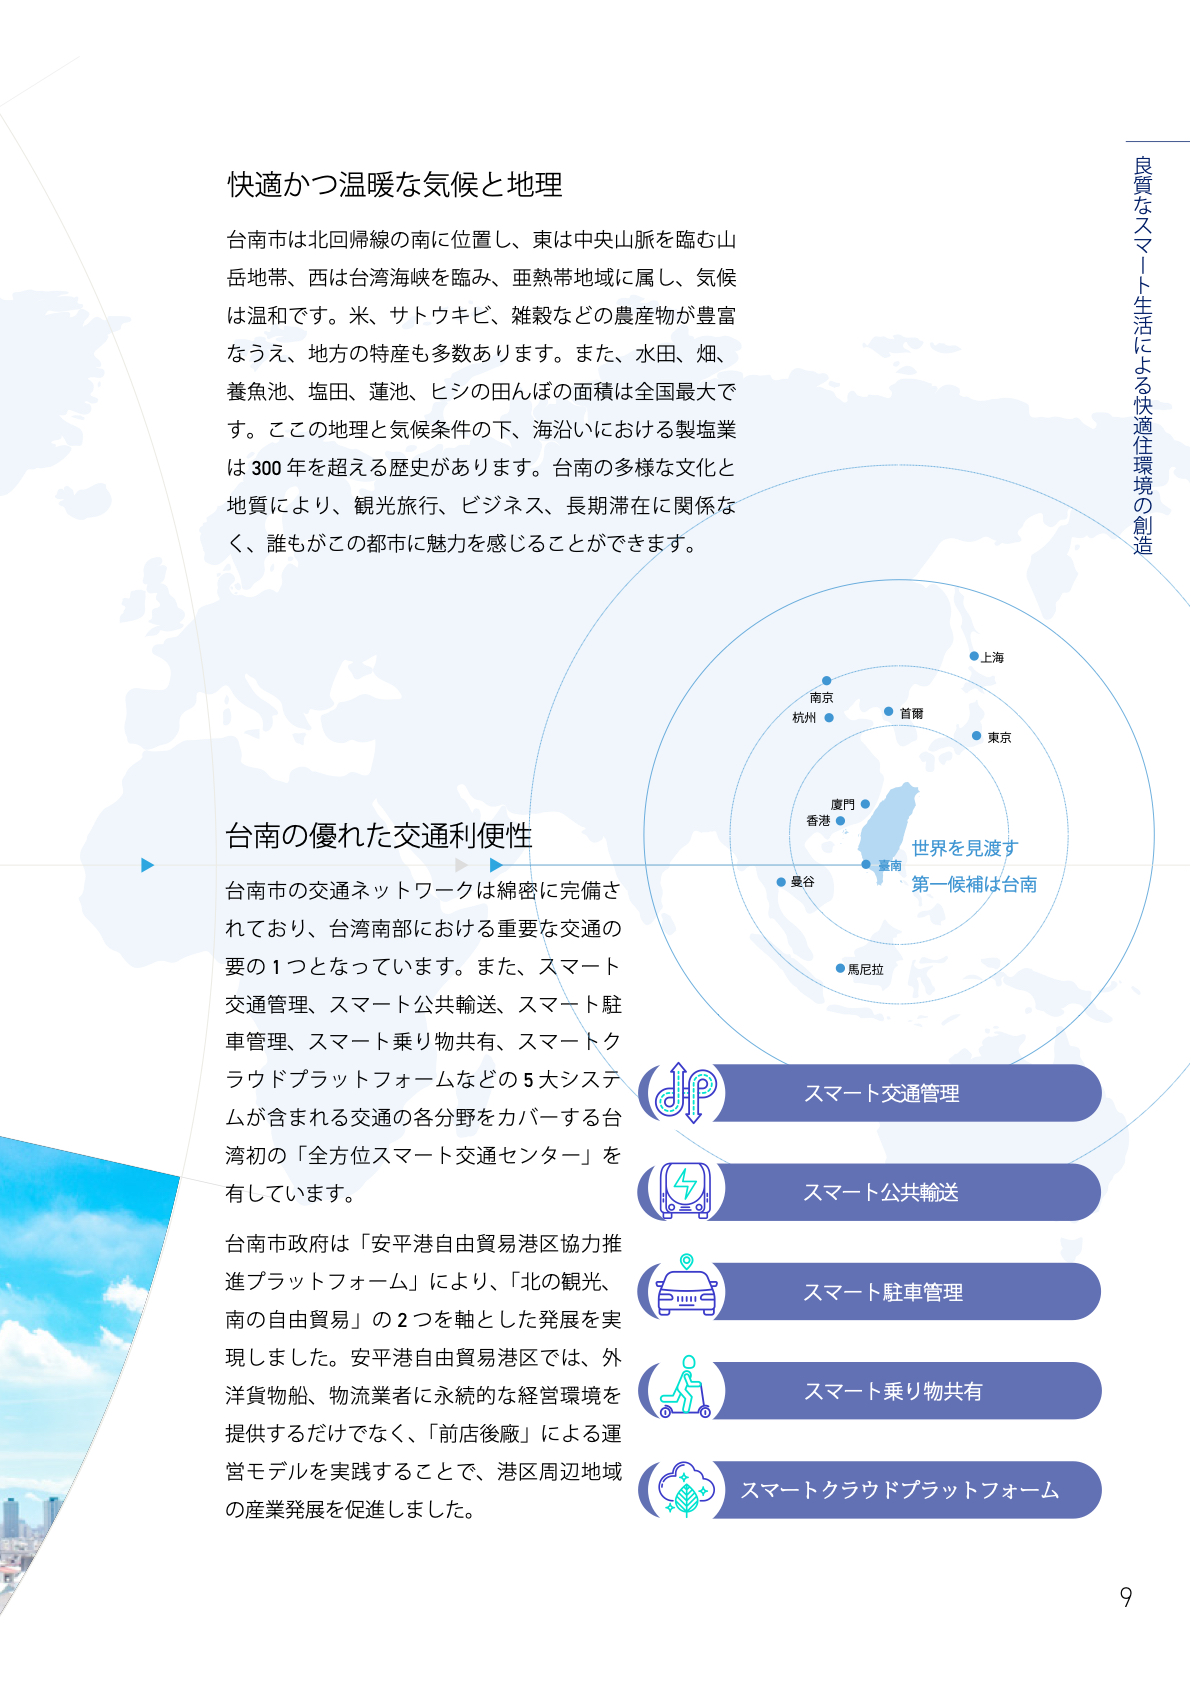 良質なスマート生活による快適住環境の創造
快適かつ温暖な気候と地理
台南市は北回帰線の南に位置し、東は中央山脈を臨む山
岳地帯、西は台湾海峡を臨み、亜熱帯地域に属し、気候
は温和です。米、サトウキビ、雑穀などの農産物が豊富
なうえ、地方の特産も多数あります。また、水田、畑、
養魚池、塩田、蓮池、ヒシの田んぼの面積は全国最大で
す。ここの地理と気候条件の下、海沿いにおける製塩業
は 300 年を超える歴史があります。台南の多様な文化と
地質により、観光旅行、ビジネス、長期滞在に関係な
く、誰もがこの都市に魅力を感じることができます。
上海
南京
杭州
首爾
東京
廈門
香港
臺南
曼谷
馬尼拉
世界を見渡す
第一候補は台南
台南の優れた交通利便性
台南市の交通ネットワークは綿密に完備さ
れており、台湾南部における重要な交通の
要の 1 つとなっています。また、スマート
交通管理、スマート公共輸送、スマート駐
車管理、スマート乗り物共有、スマートク
ラウドプラットフォームなどの 5 大システ
ムが含まれる交通の各分野をカバーする台
湾初の「全方位スマート交通センター」を
有しています。
台南市政府は「安平港自由貿易港区協力推
進プラットフォーム」により、「北の観光、
南の自由貿易」の 2 つを軸とした発展を実
現しました。安平港自由貿易港区では、外
洋貨物船、物流業者に永続的な経営環境を
提供するだけでなく、「前店後廠」による運
営モデルを実践することで、港区周辺地域
の産業発展を促進しました。
スマート交通管理
スマート公共輸送
スマート駐車管理
スマート乗り物共有
スマートクラウドプラットフォーム
9